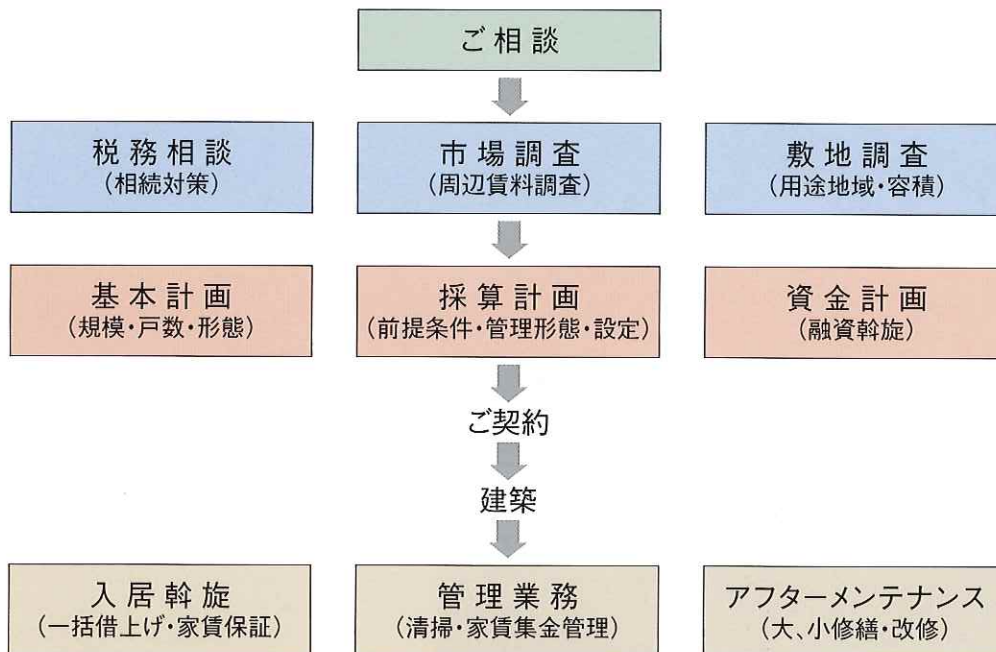 ご相談
税務相談
(相続対策)
市場調査
(周辺賃料調査)
敷地調査
(用途地域・容積)
基本計画
(規模・戸数・形態)
採算計画
(前提条件・管理形態・設定)
資金計画
(融資斡旋)
ご契約
建築
入居斡旋
(一括借上げ・家賃保証)
管理業務
(清掃・家賃集金管理)
アフターメンテナンス
(大、小修繕・改修)